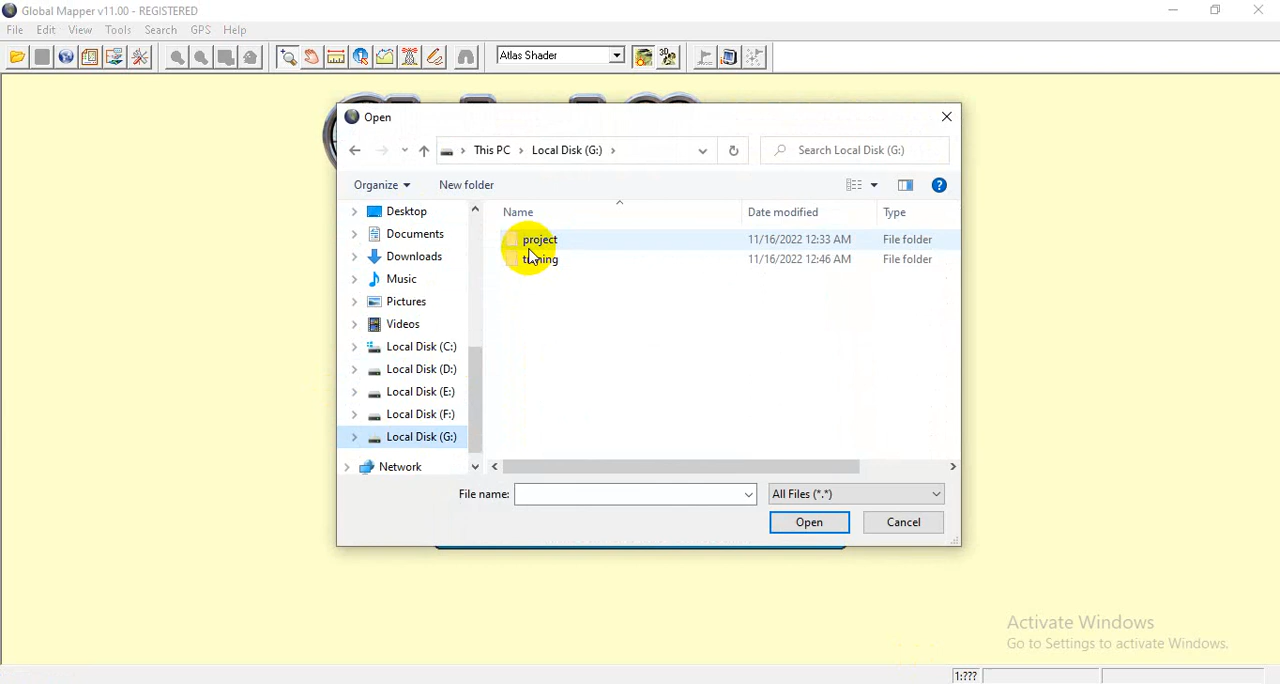 Global Mapper v11.00 - REGISTERED
File Edit View Tools Search GPS Help
Atlas Shader
Open
This PC > Local Disk (G:) >
Search Local Disk (G:)
Organize New folder
Name Date modified Type
Desktop
Documents
Downloads
Music
Pictures
Videos
Local Disk (C:)
Local Disk (D:)
Local Disk (E:)
Local Disk (F:)
Local Disk (G:)
Network
project 11/16/2022 12:33 AM File folder
11/16/2022 12:46 AM File folder
File name: All Files (*.*)
Open Cancel
Activate Windows
Go to Settings to activate Windows.
1:???